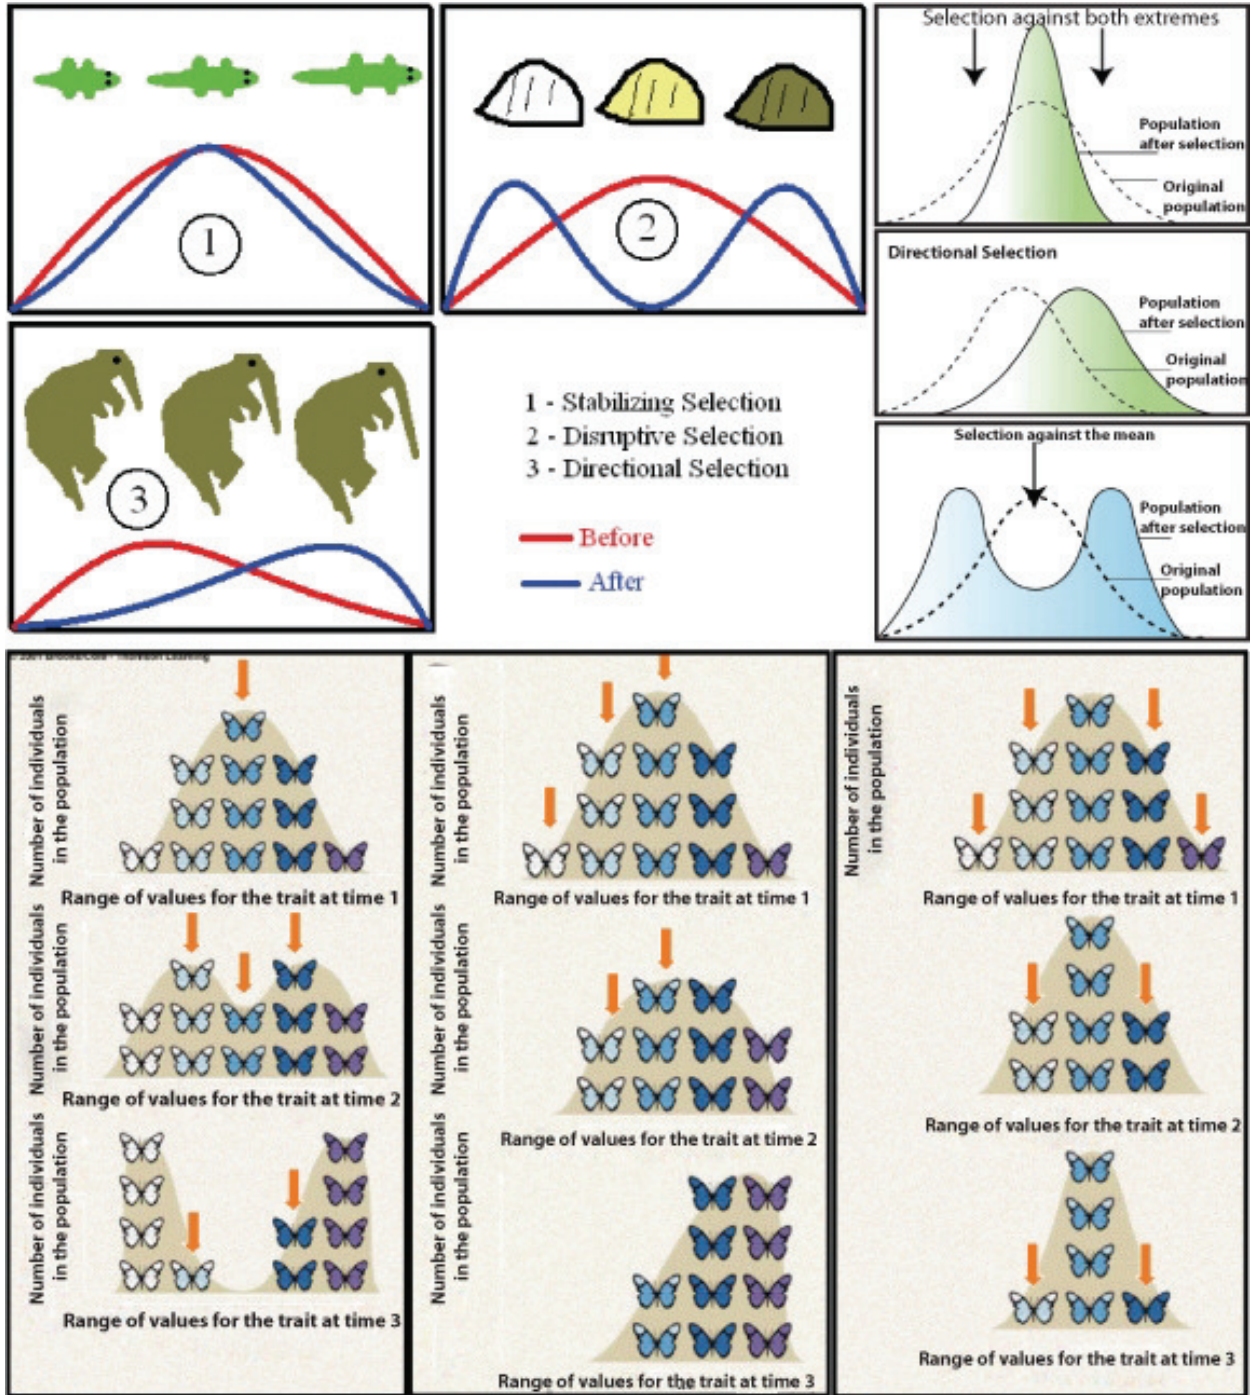 1
2
3
1 - Stabilizing Selection
2 - Disruptive Selection
3 - Directional Selection
Before
After
Selection against both extremes
Population
after selection
Original
population
Directional Selection
Population
after selection
Original
population
Selection against the mean
Population
after selection
Original
population
© 2001 Brooks/Cole - Thomson Learning
Number of individuals
in the population
Range of values for the trait at time 1
Number of individuals
in the population
Range of values for the trait at time 2
Number of individuals
in the population
Range of values for the trait at time 3
Number of individuals
in the population
Range of values for the trait at time 1
Number of individuals
in the population
Range of values for the trait at time 2
Number of individuals
in the population
Range of values for the trait at time 3
Number of individuals
in the population
Range of values for the trait at time 1
Range of values for the trait at time 2
Range of values for the trait at time 3